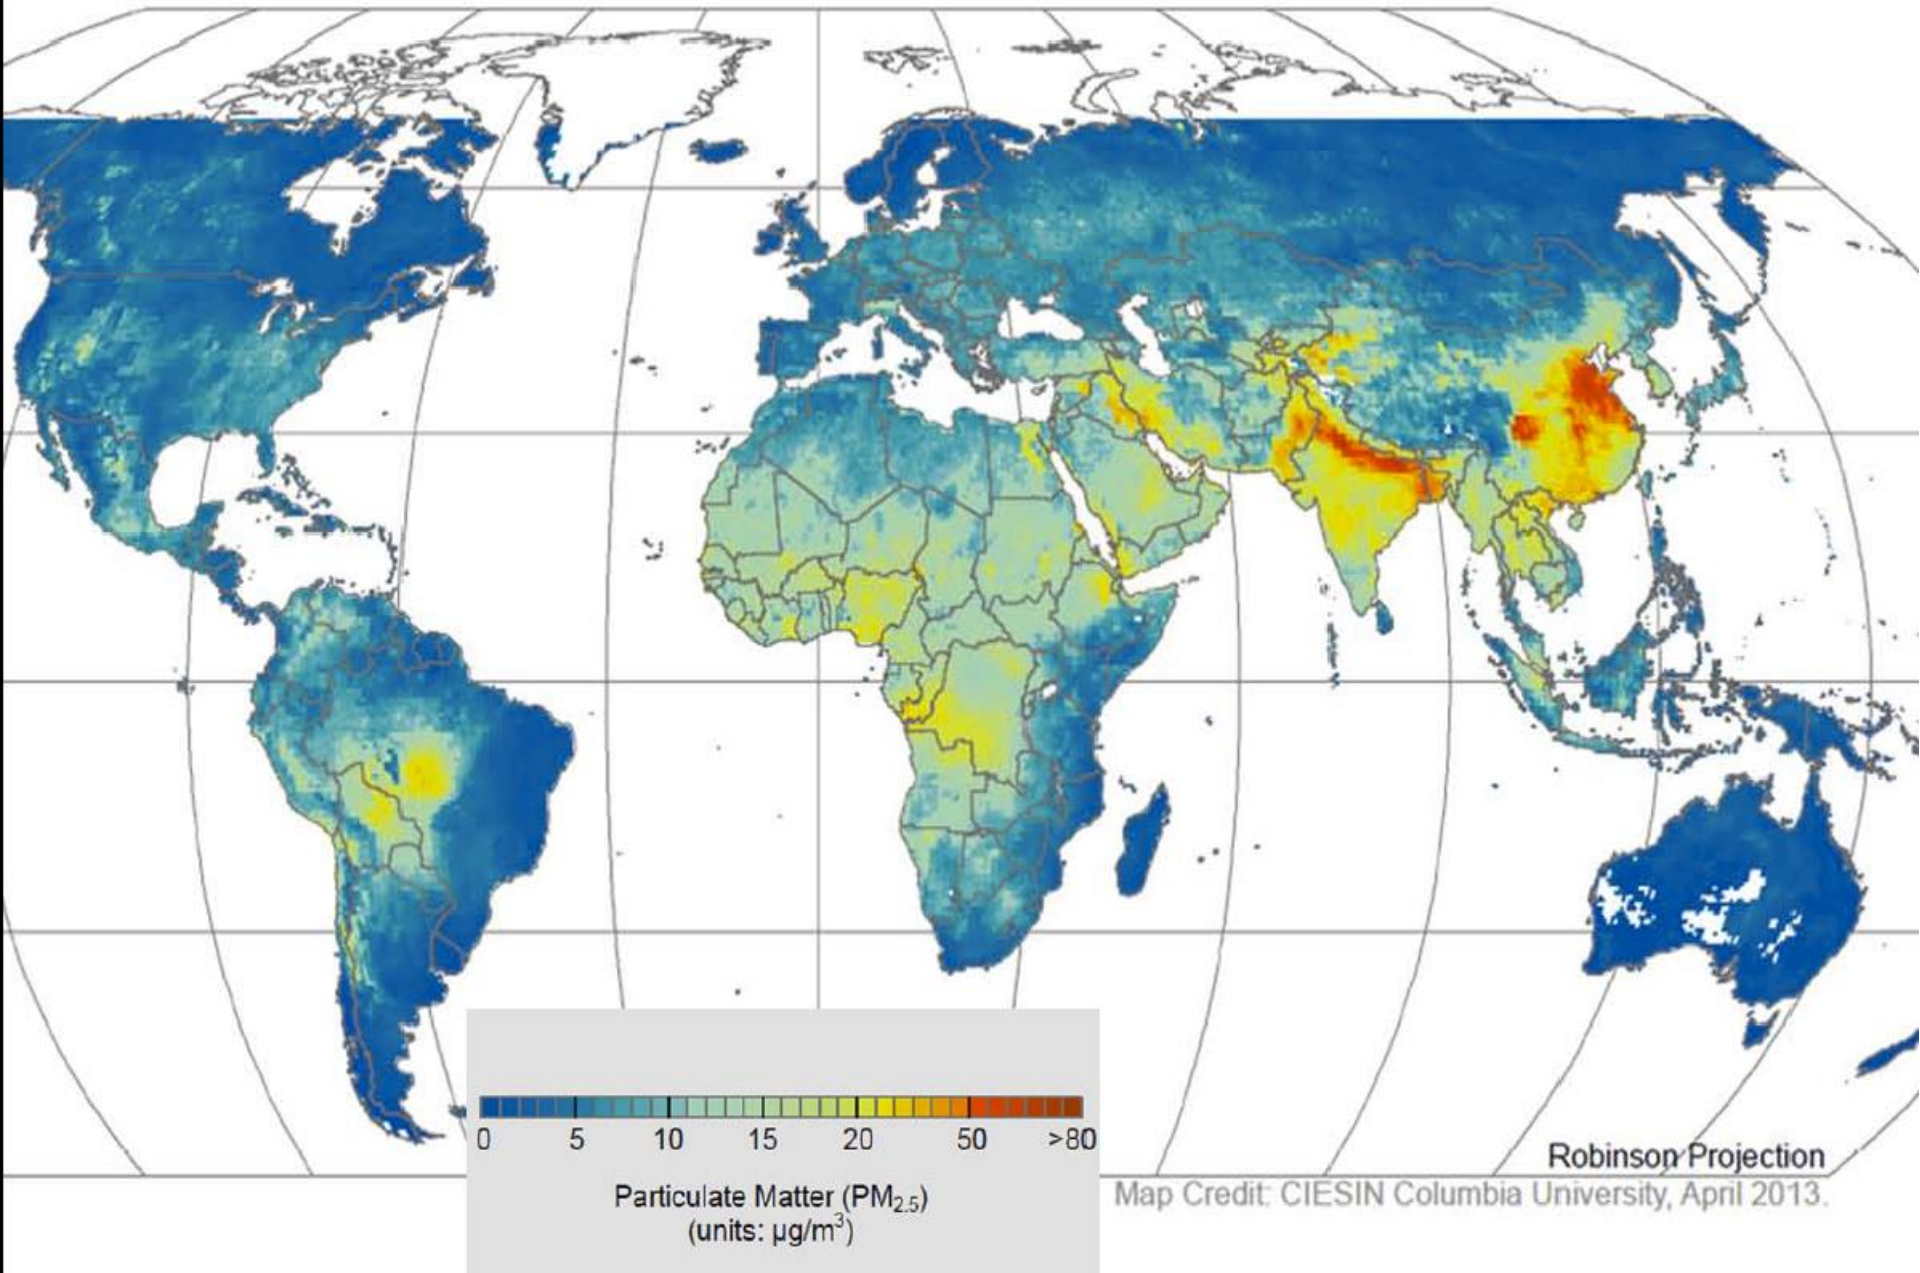 0 5 10 15 20 50 >80
Particulate Matter (PM2.5)
(units: µg/m³)
Robinson Projection
Map Credit: CIESIN Columbia University, April 2013.